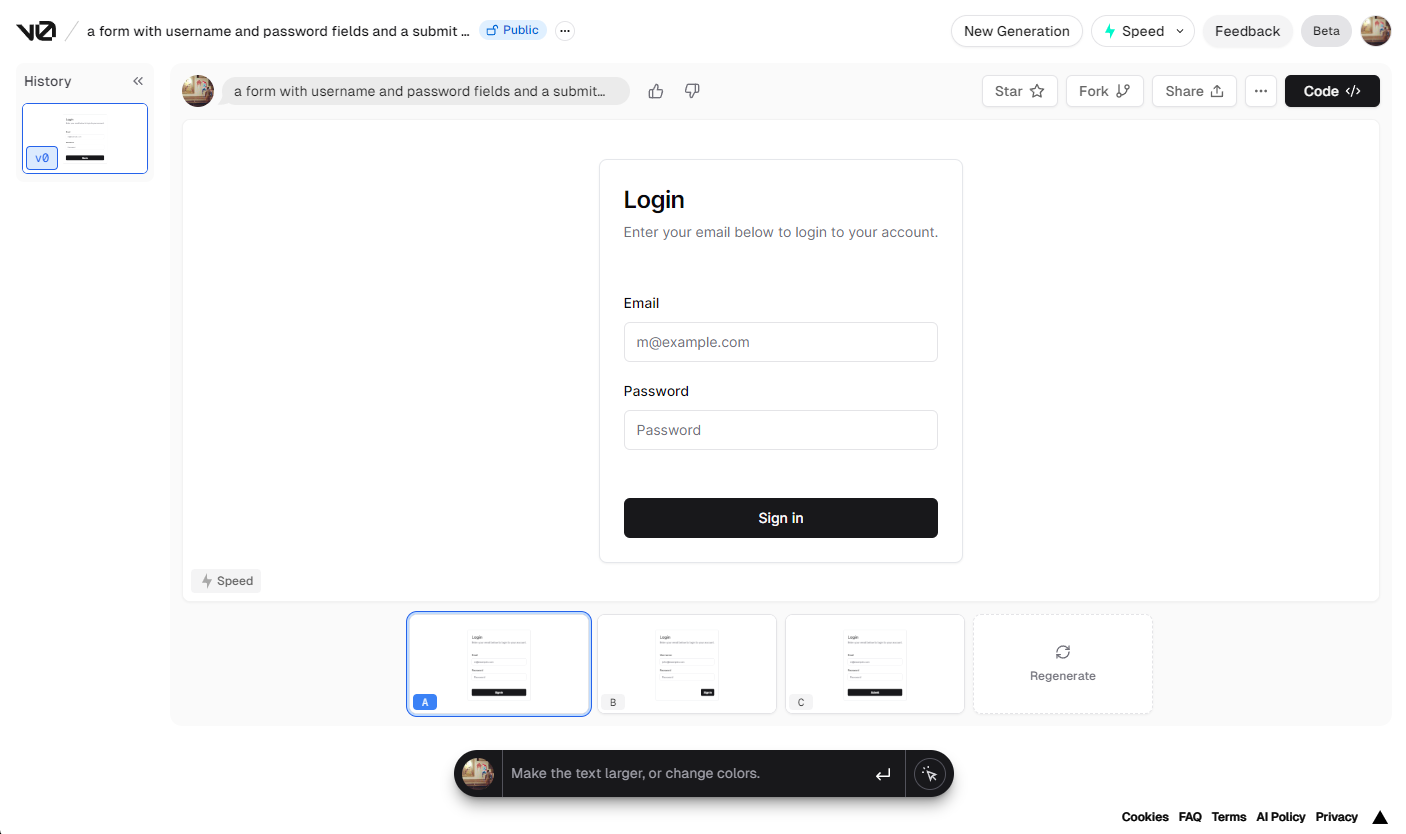 v0
a form with username and password fields and a submit ...
Public
New Generation
Speed
Feedback
Beta
History
v0
a form with username and password fields and a submit...
Star
Fork
Share
Code
Login
Enter your email below to login to your account.
Email
m@example.com
Password
Password
Sign in
Speed
A
B
C
Regenerate
Make the text larger, or change colors.
Cookies FAQ Terms AI Policy Privacy